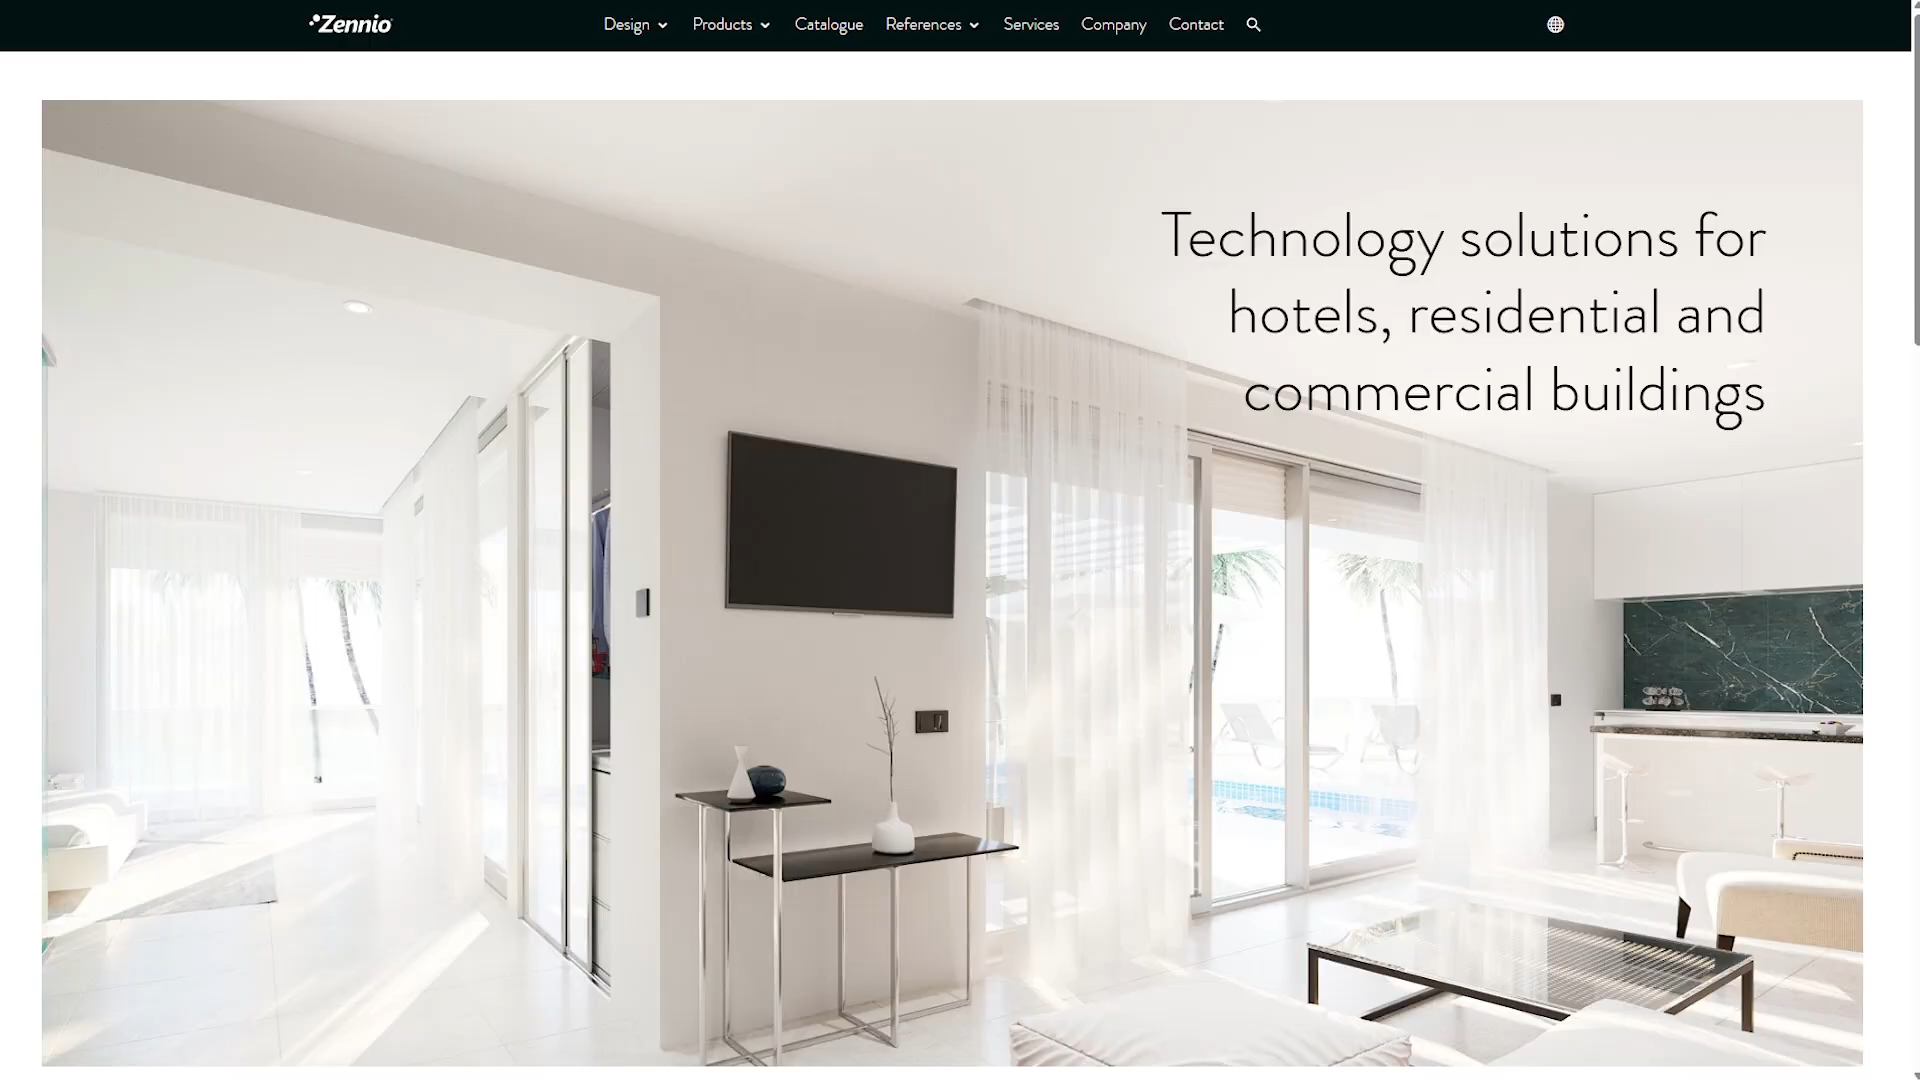 Zennio
Design Products Catalogue References Services Company Contact
Technology solutions for
hotels, residential and
commercial buildings